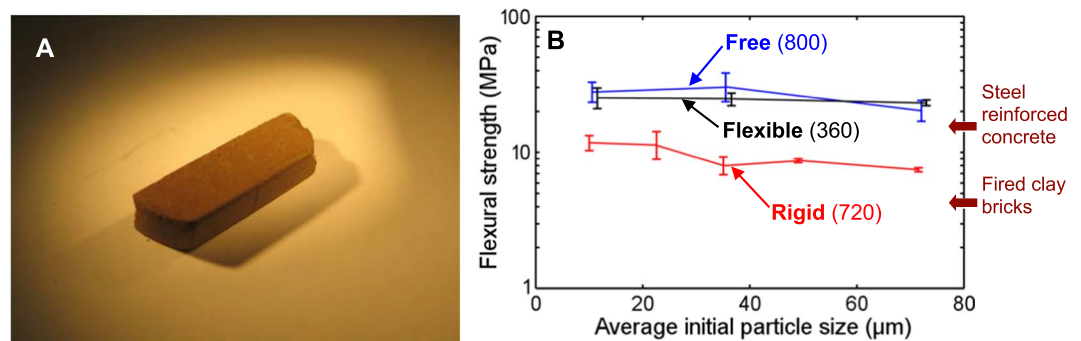 A
B
Flexural strength (MPa)
100
10
1
Free (800)
Flexible (360)
Rigid (720)
0
20
40
60
80
Average initial particle size (μm)
Steel
reinforced
concrete
Fired clay
bricks